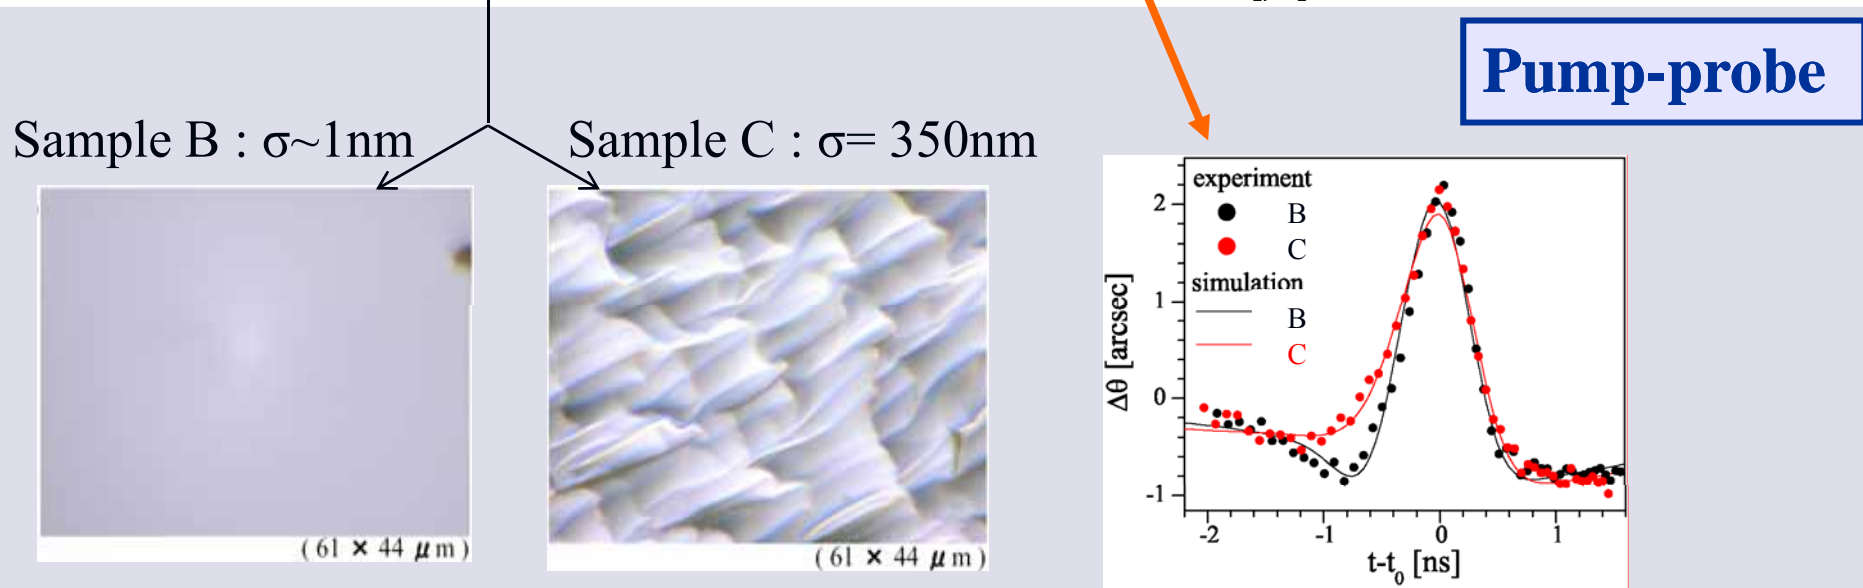 Pump-probe
Sample B : σ~1nm
Sample C : σ= 350nm
(61 × 44 μm)
(61 × 44 μm)
experiment
B
C
simulation
B
C
Δθ [arcsec]
2
1
0
-1
-2
-1
0
1
t-t₀ [ns]